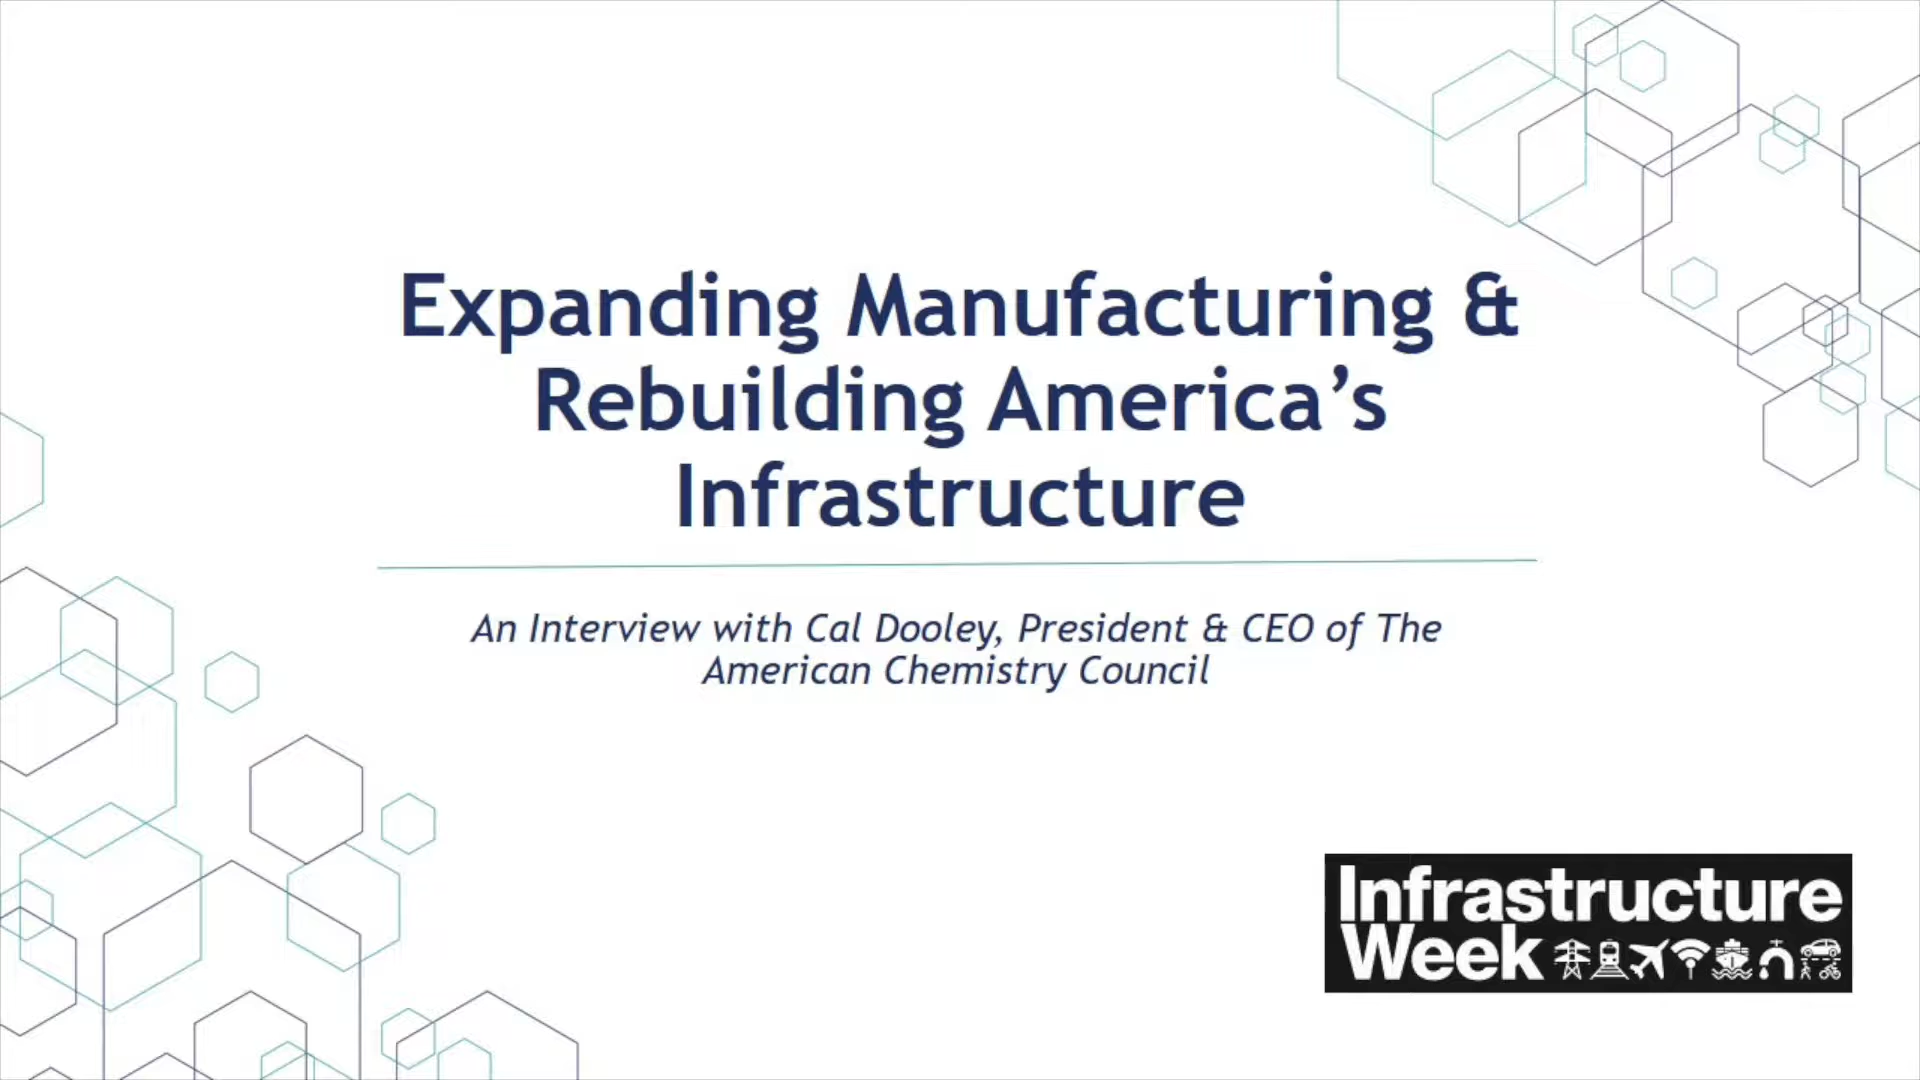 Expanding Manufacturing &
Rebuilding America’s
Infrastructure
An Interview with Cal Dooley, President & CEO of The
American Chemistry Council
Infrastructure
Week